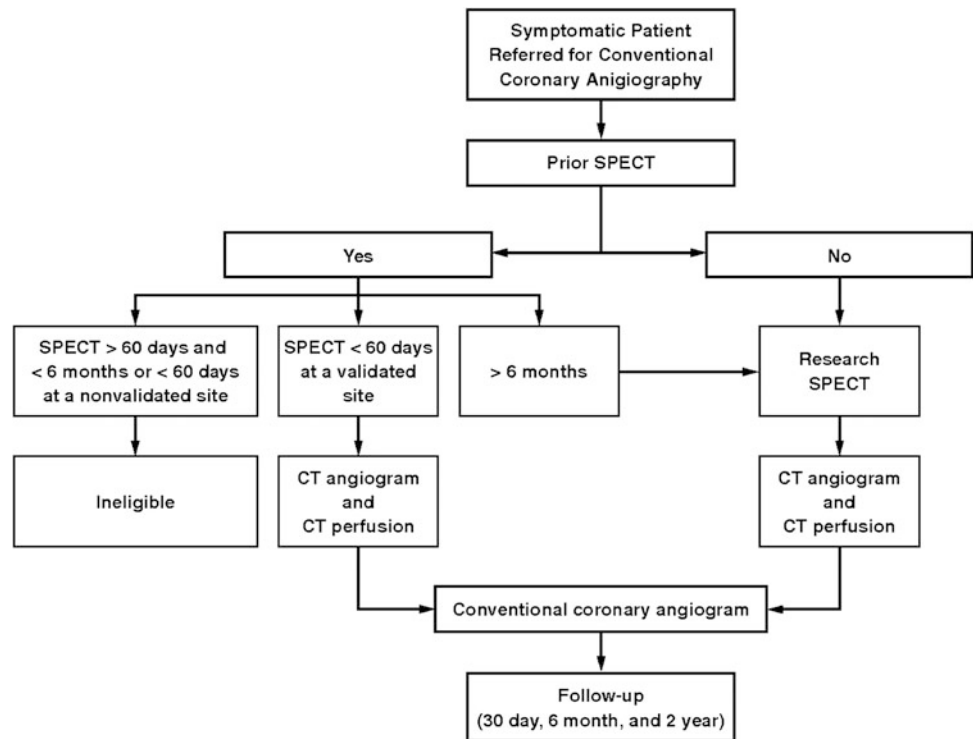 Symptomatic Patient
Referred for Conventional
Coronary Anigiography
Prior SPECT
Yes
No
SPECT > 60 days and
< 6 months or < 60 days
at a nonvalidated site
SPECT < 60 days
at a validated
site
> 6 months
Research
SPECT
Ineligible
CT angiogram
and
CT perfusion
CT angiogram
and
CT perfusion
Conventional coronary angiogram
Follow-up
(30 day, 6 month, and 2 year)